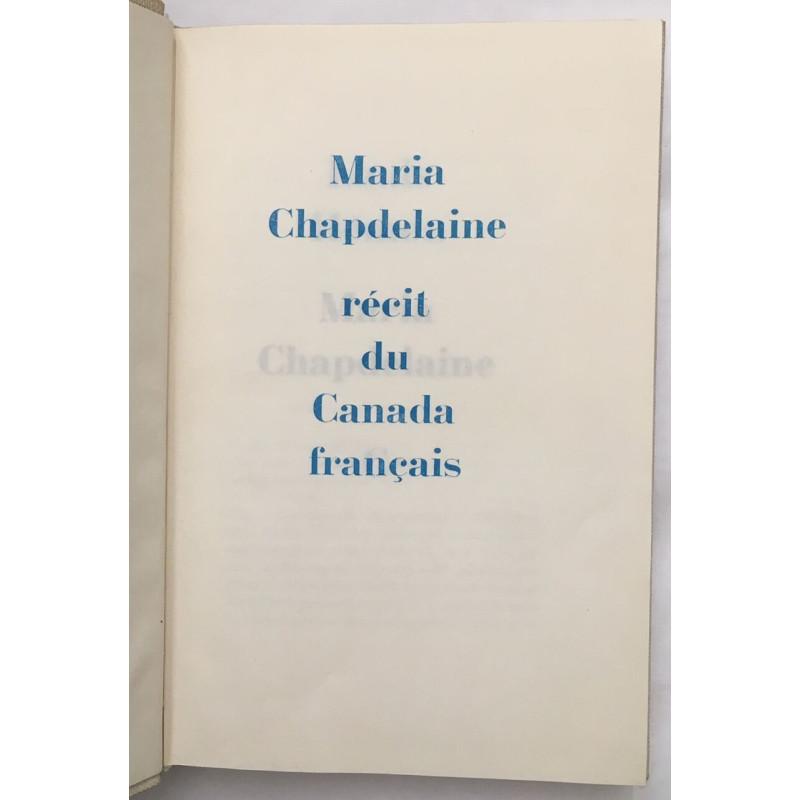 Maria
Chapdelaine
récit
du
Canada
français